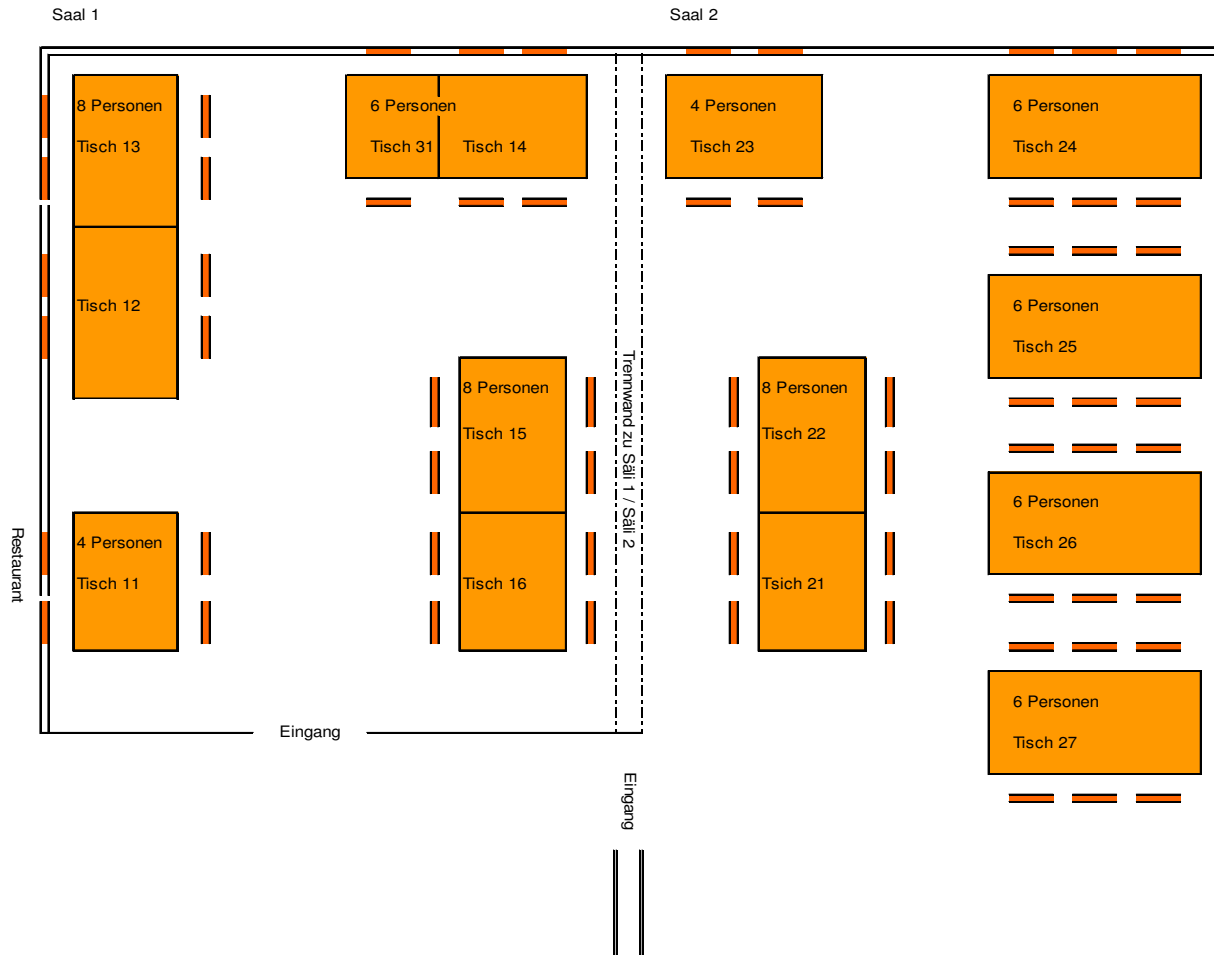 Saal 1
Saal 2
8 Personen
Tisch 13
6 Personen
Tisch 31
Tisch 14
4 Personen
Tisch 23
6 Personen
Tisch 24
Tisch 12
6 Personen
Tisch 25
8 Personen
Tisch 15
8 Personen
Tisch 22
Trennwand zu Säli 1 / Säli 2
6 Personen
Tisch 26
Restaurant
4 Personen
Tisch 11
Tisch 16
Tsich 21
6 Personen
Tisch 27
Eingang
Eingang